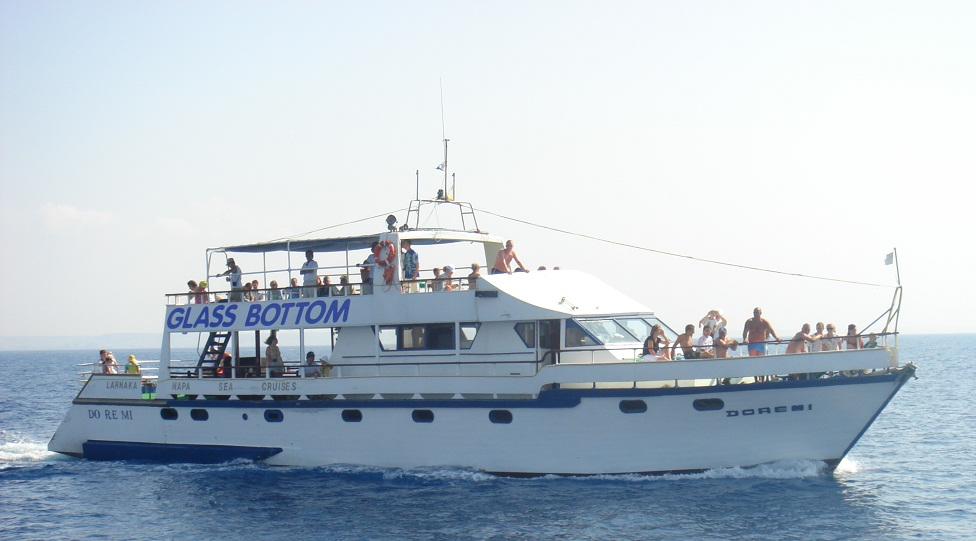 GLASS BOTTOM
LARNAKA NAPA SEA CRUISES
DO RE MI
DOREMI